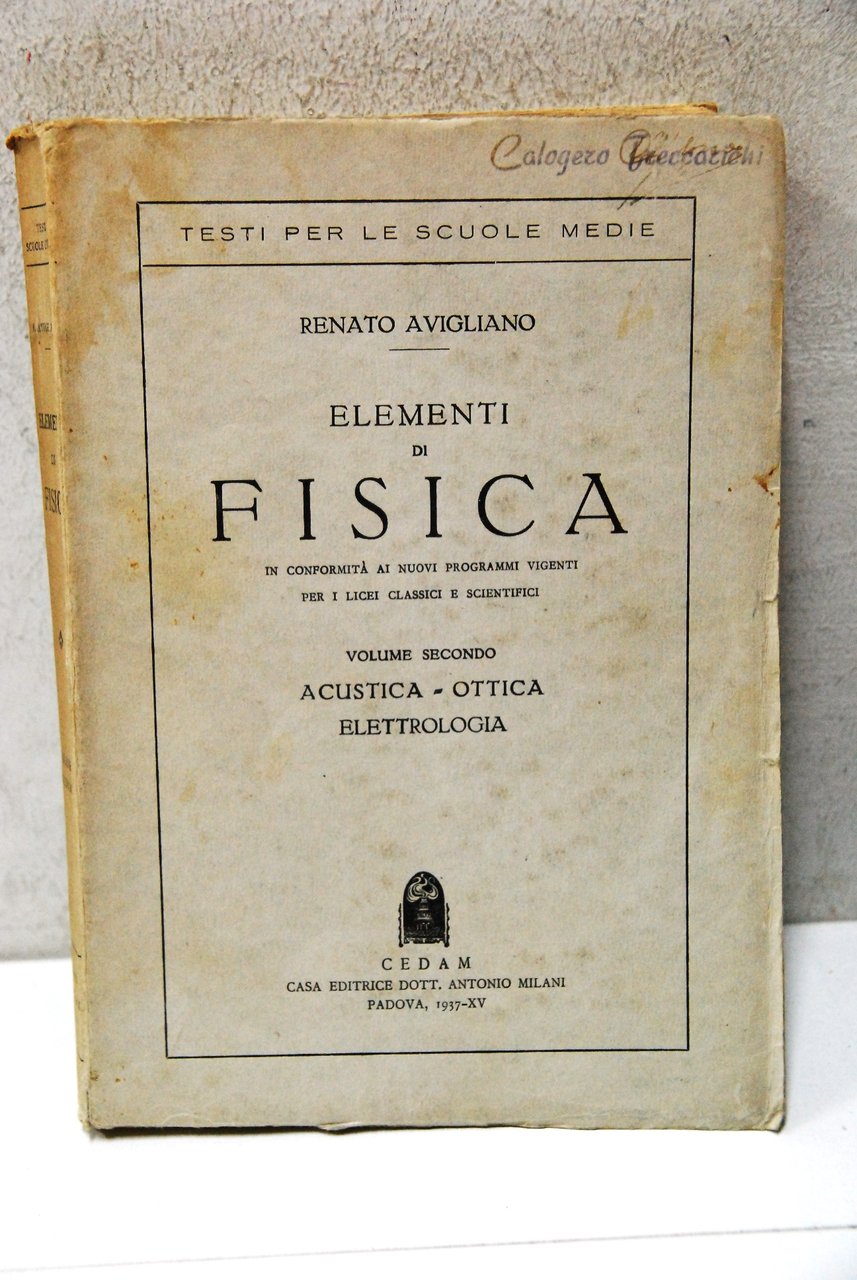 Calogero Treccarichi
TESTI PER LE SCUOLE MEDIE
RENATO AVIGLIANO
ELEMENTI
DI
FISICA
IN CONFORMITÀ AI NUOVI PROGRAMMI VIGENTI
PER I LICEI CLASSICI E SCIENTIFICI
VOLUME SECONDO
ACUSTICA - OTTICA
ELETTROLOGIA
CEDAM
CASA EDITRICE DOTT. ANTONIO MILANI
PADOVA, 1937-XV